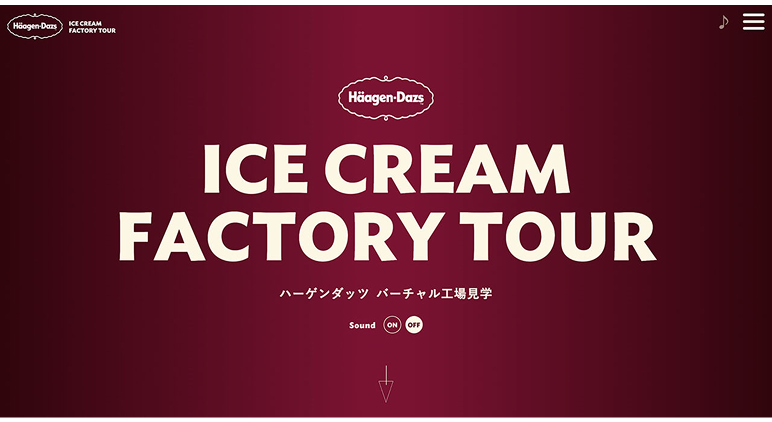 Häagen-Dazs
ICE CREAM
FACTORY TOUR
Häagen-Dazs
ICE CREAM
FACTORY TOUR
ハーゲンダッツ バーチャル工場見学
Sound ON OFF